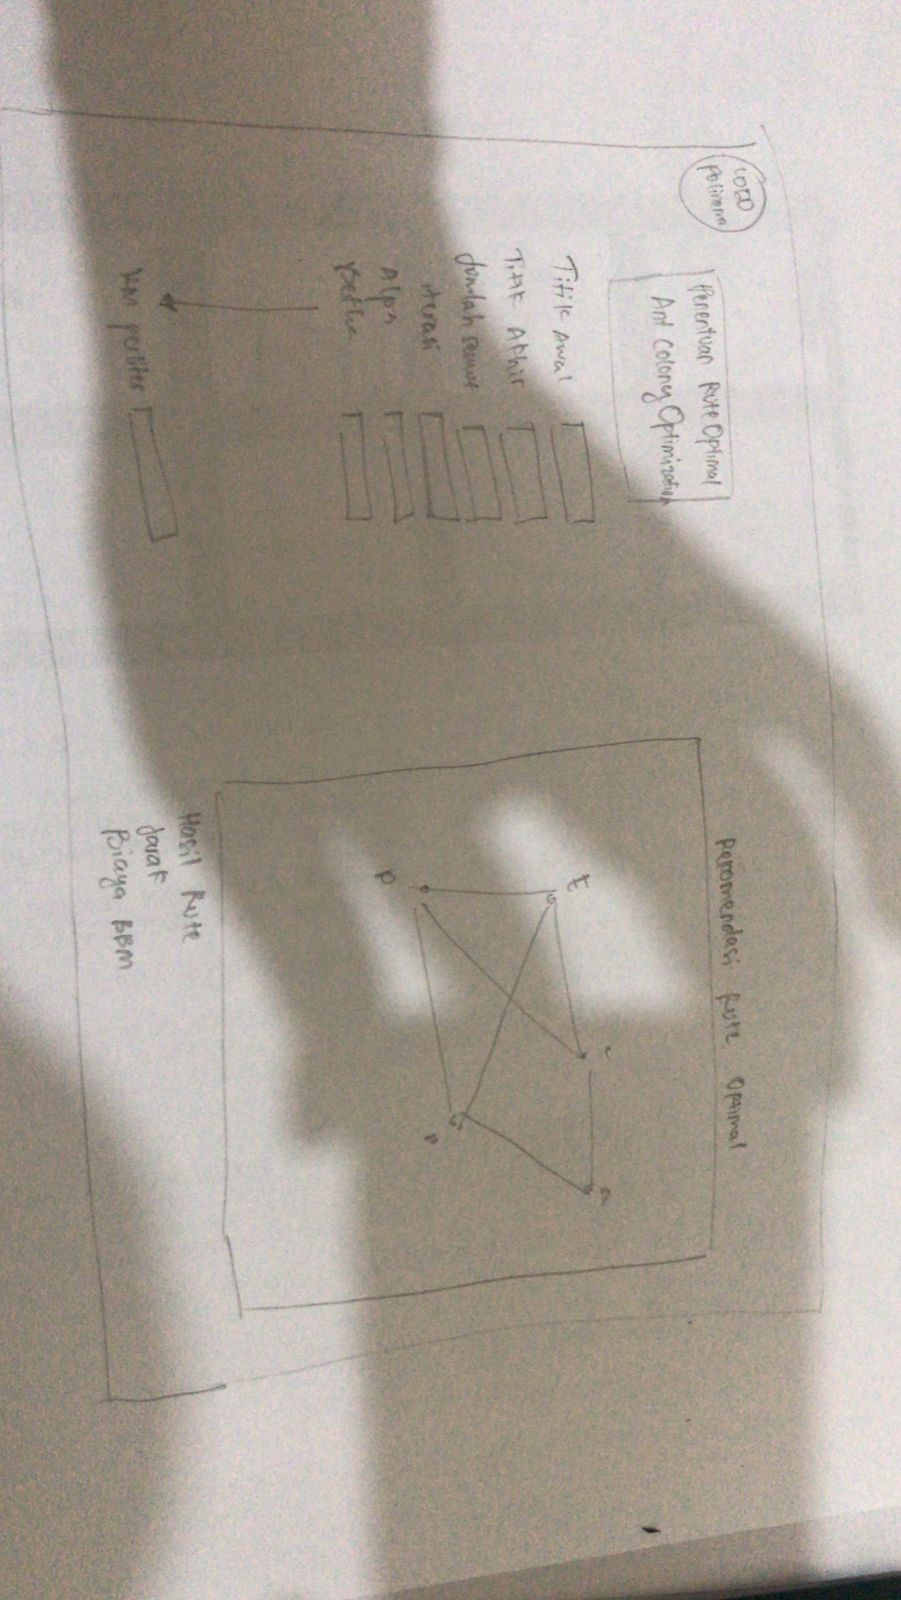 LOGO
Polinema
Penentuan Rute Optimal
Ant Colony Optimization
Titik Awal
Titik Akhir
Jumlah semut
iterasi
Alpa
Betha
KM perliter
Rekomendasi Rute Optimal
E
P
Hasil Rute
Jarak
Biaya BBM